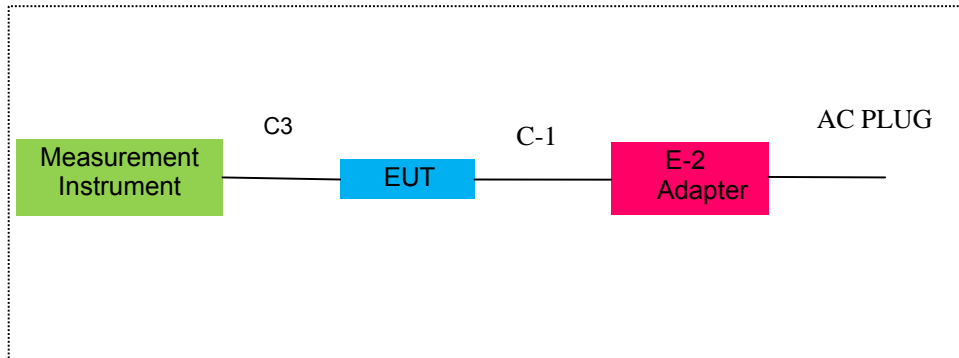 C3
C-1
AC PLUG
Measurement
Instrument
EUT
E-2
Adapter